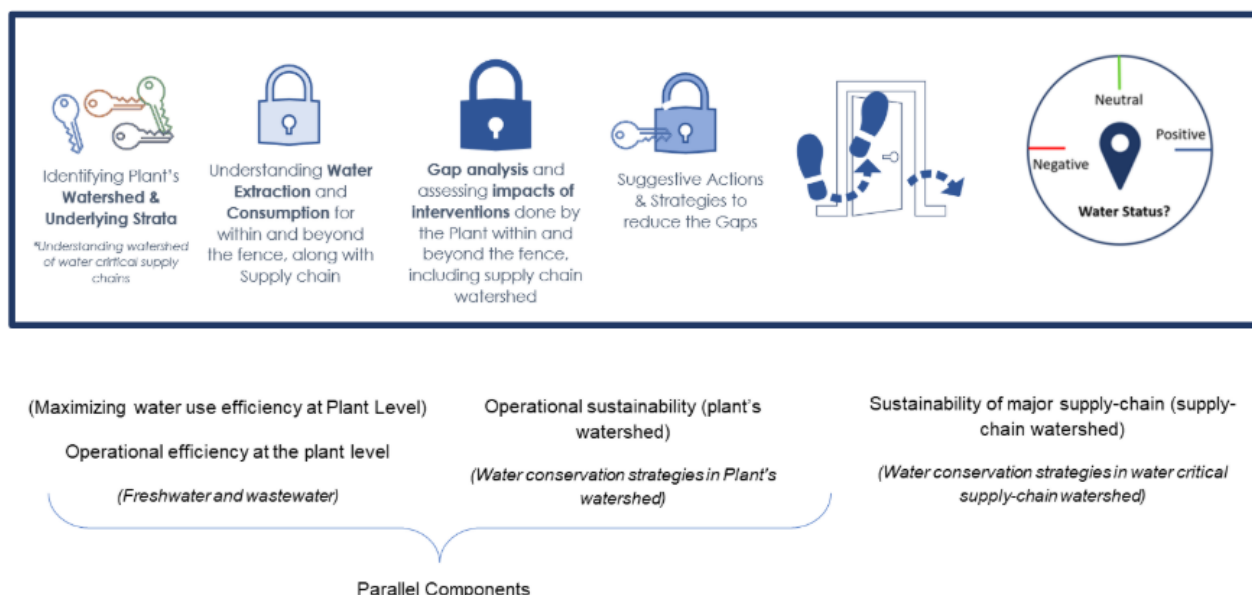 Identifying Plant's
Watershed &
Underlying Strata
*Understanding watershed
of water critical supply
chains
Understanding Water
Extraction and
Consumption for
within and beyond
the fence, along with
Supply chain
Gap analysis and
assessing impacts of
interventions done by
the Plant within and
beyond the fence,
including supply chain
watershed
Suggestive Actions
& Strategies to
reduce the Gaps
Neutral
Positive
Negative
Water Status?
(Maximizing water use efficiency at Plant Level)
Operational efficiency at the plant level
(Freshwater and wastewater)
Operational sustainability (plant's
watershed)
(Water conservation strategies in Plant's
watershed)
Sustainability of major supply-chain (supply-
chain watershed)
(Water conservation strategies in water critical
supply-chain watershed)
Parallel Components